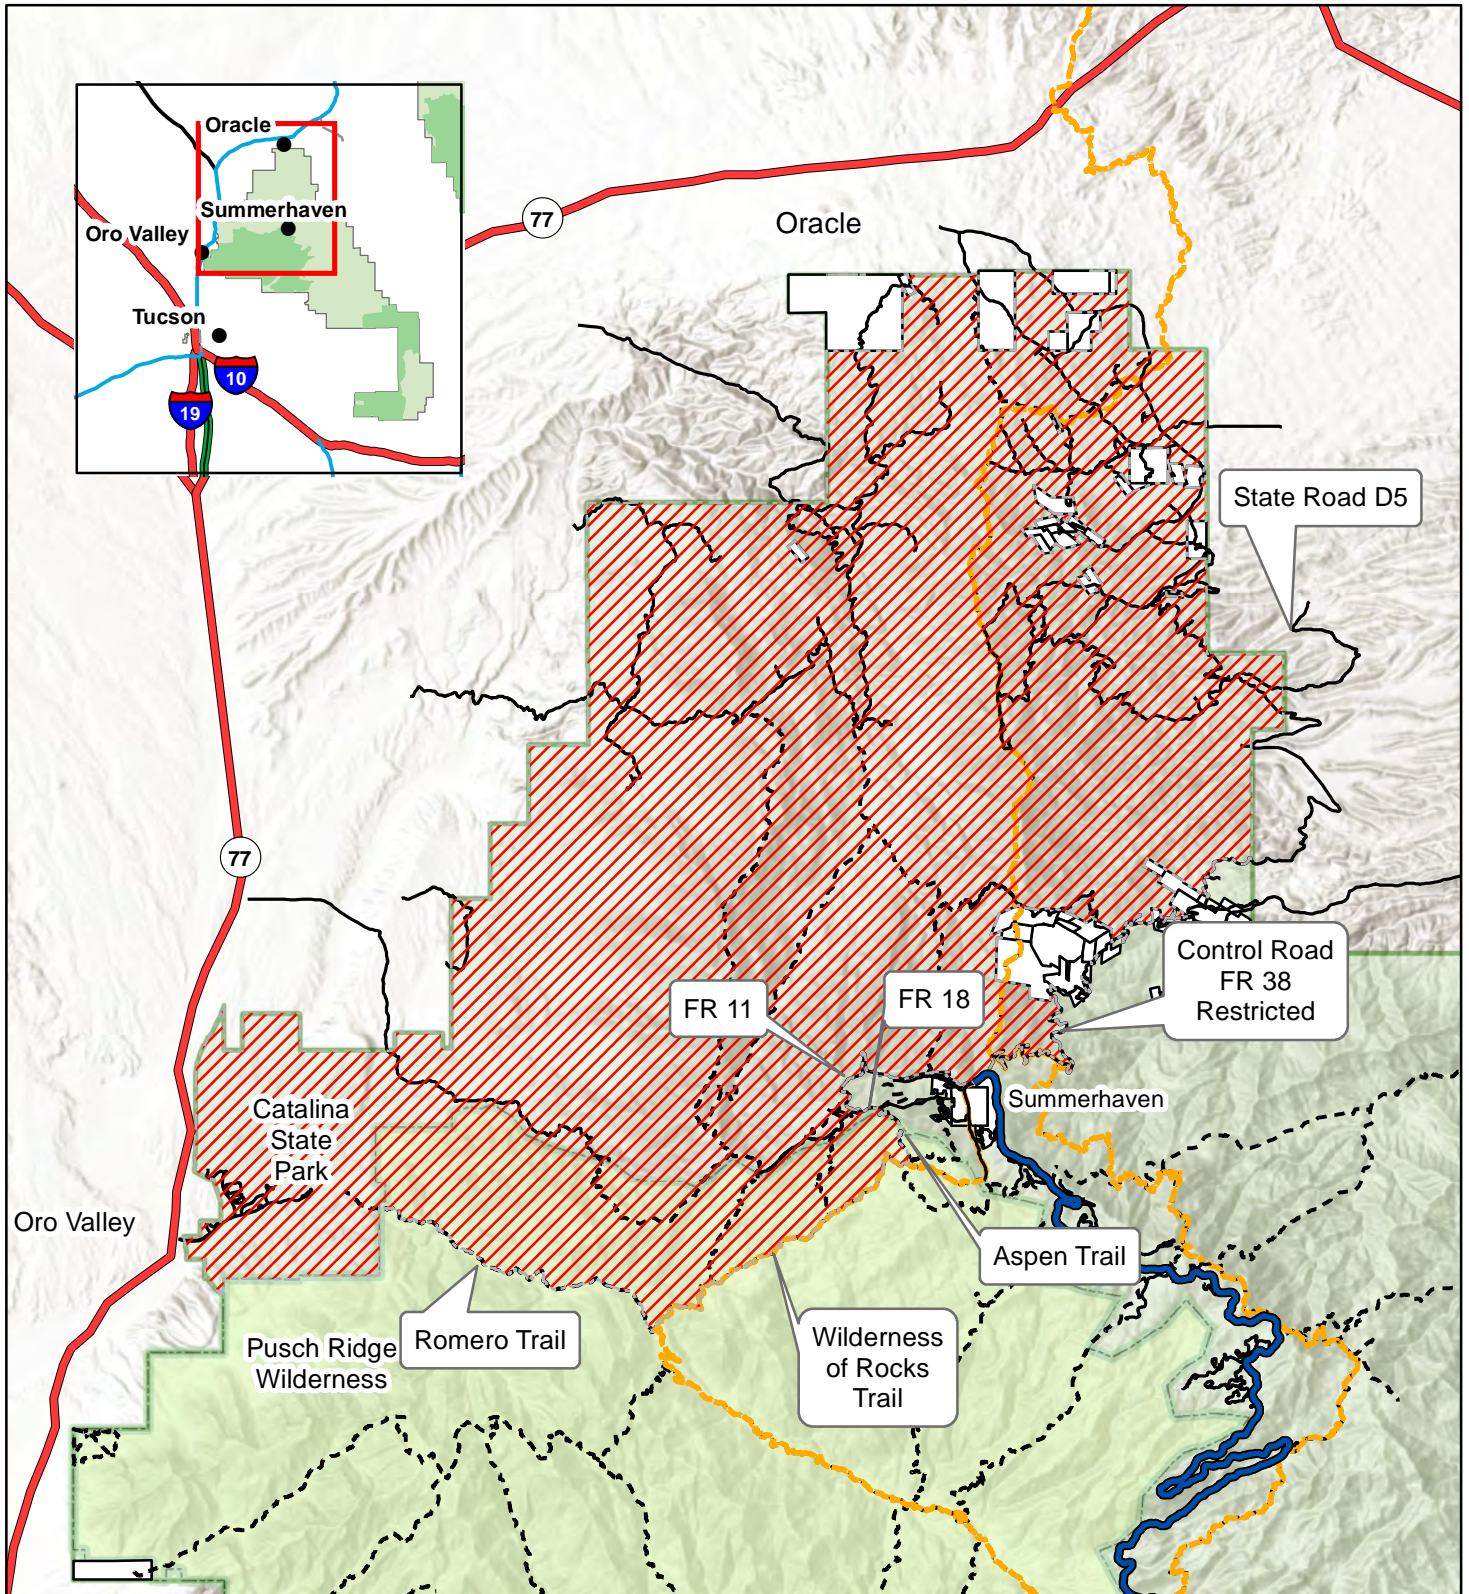 Oracle
Summerhaven
Oro Valley
Tucson
10
19
77
Oracle
State Road D5
77
Control Road
FR 38
Restricted
FR 18
FR 11
Summerhaven
Catalina
State
Park
Oro Valley
Aspen Trail
Romero Trail
Wilderness
of Rocks
Trail
Pusch Ridge
Wilderness